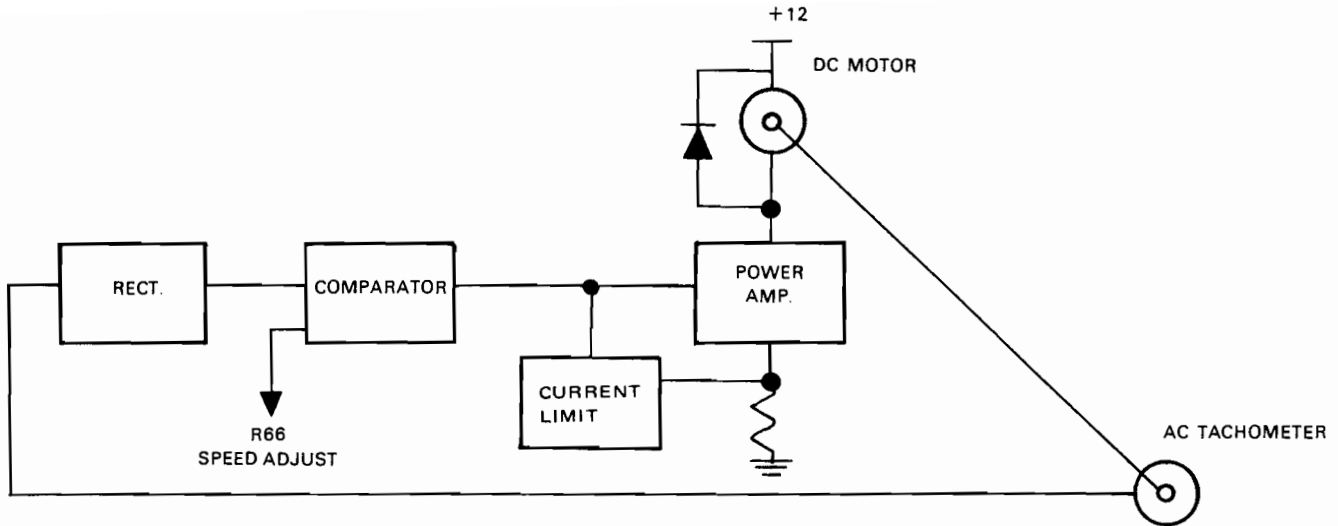 +12
DC MOTOR
RECT.
COMPARATOR
POWER
AMP.
CURRENT
LIMIT
R66
SPEED ADJUST
AC TACHOMETER